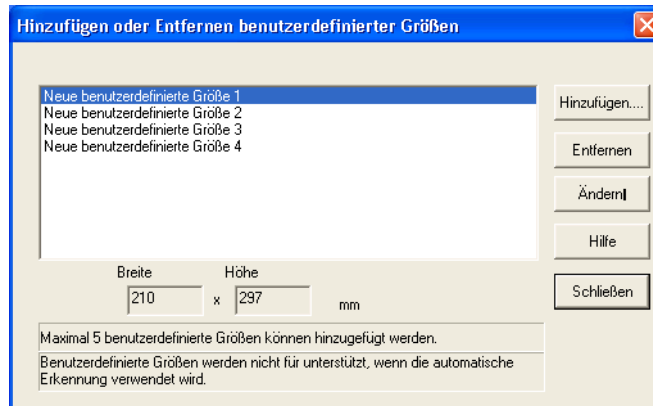 Hinzufügen oder Entfernen benutzerdefinierter Größen
Neue benutzerdefinierte Größe 1
Neue benutzerdefinierte Größe 2
Neue benutzerdefinierte Größe 3
Neue benutzerdefinierte Größe 4
Hinzufügen....
Entfernen
Ändern
Hilfe
Schließen
Breite Höhe
210 x 297 mm
Maximal 5 benutzerdefinierte Größen können hinzugefügt werden.
Benutzerdefinierte Größen werden nicht für unterstützt, wenn die automatische
Erkennung verwendet wird.